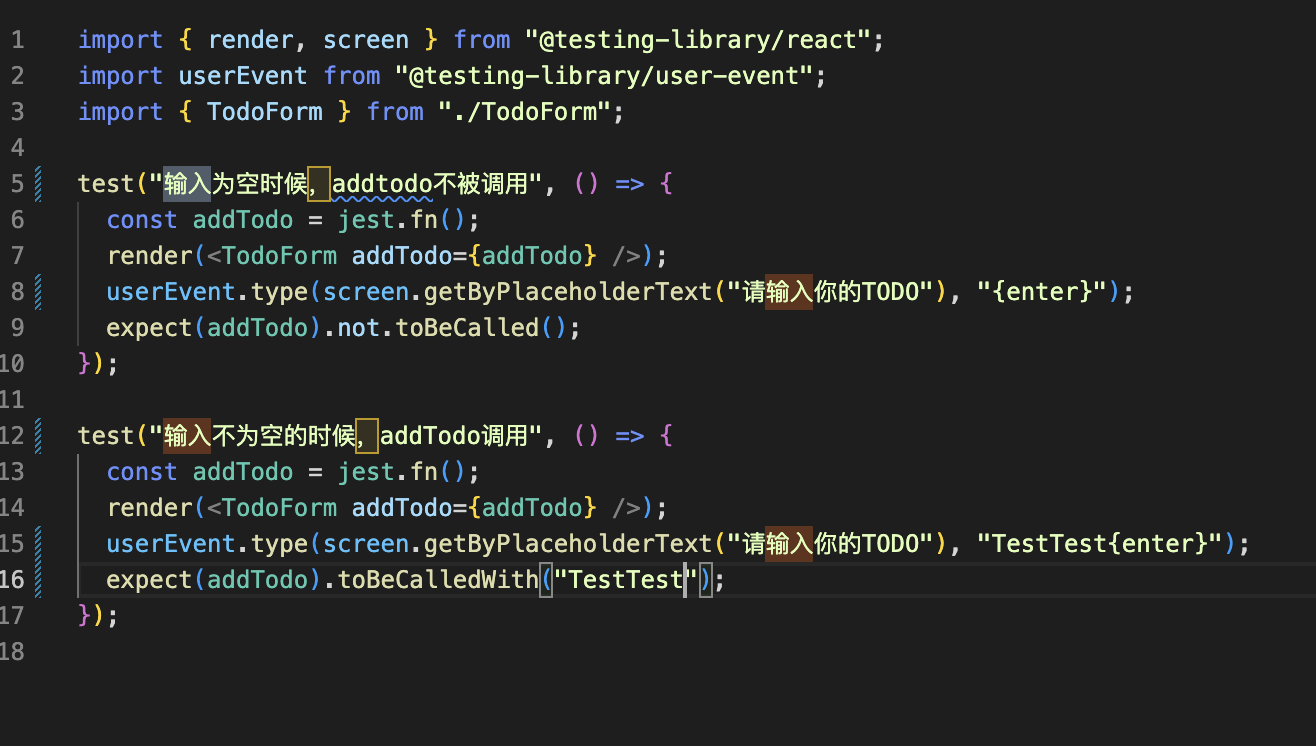 1 import { render, screen } from "@testing-library/react";
2 import userEvent from "@testing-library/user-event";
3 import { TodoForm } from "./TodoForm";
4
5 test("输入为空时候，addtodo不被调用", () => {
6 const addTodo = jest.fn();
7 render(<TodoForm addTodo={addTodo} />);
8 userEvent.type(screen.getByPlaceholderText("请输入你的TODO"), "{enter}");
9 expect(addTodo).not.toBeCalled();
10 });
11
12 test("输入不为空的时候，addTodo调用", () => {
13 const addTodo = jest.fn();
14 render(<TodoForm addTodo={addTodo} />);
15 userEvent.type(screen.getByPlaceholderText("请输入你的TODO"), "TestTest{enter}");
16 expect(addTodo).toBeCalledWith("TestTest");
17 });
18